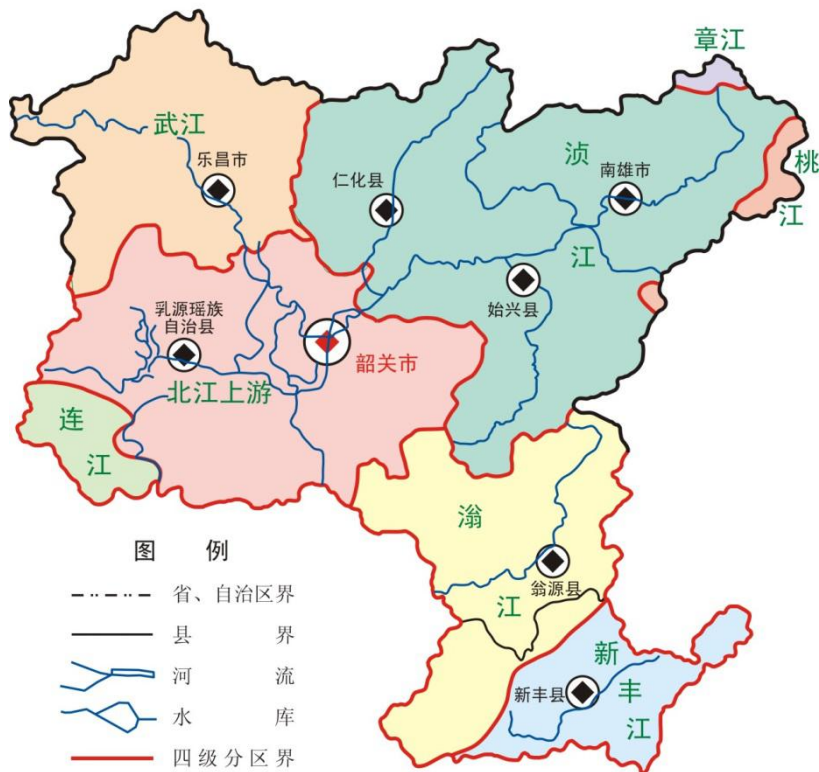 章江
武江
乐昌市
仁化县
浈
江
南雄市
桃
江
始兴县
乳源瑶族
自治县
韶关市
北江上游
连
江
滃
江
翁源县
新
丰
江
新丰县
图 例
省、自治区界
县 界
河 流
水 库
四级分区界